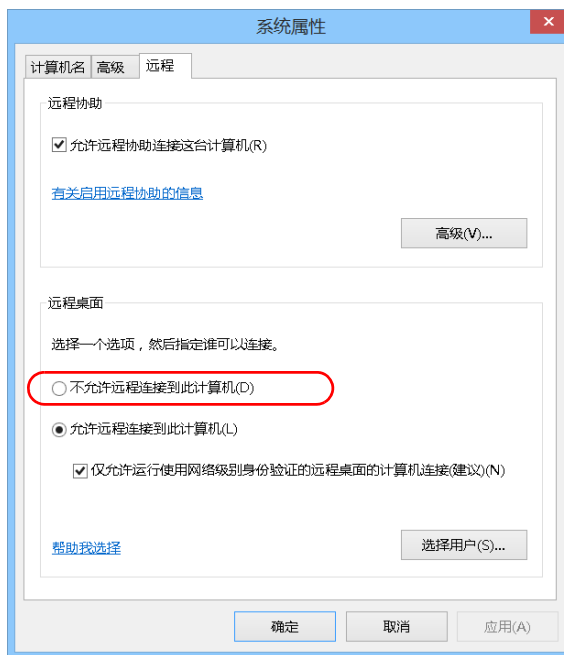 系统属性
计算机名 高级 远程
远程协助
允许远程协助连接这台计算机(R)
有关启用远程协助的信息
高级(V)...
远程桌面
选择一个选项，然后指定谁可以连接。
不允许远程连接到此计算机(D)
允许远程连接到此计算机(L)
仅允许运行使用网络级别身份验证的远程桌面的计算机连接(建议)(N)
帮助我选择 选择用户(S)...
确定 取消 应用(A)